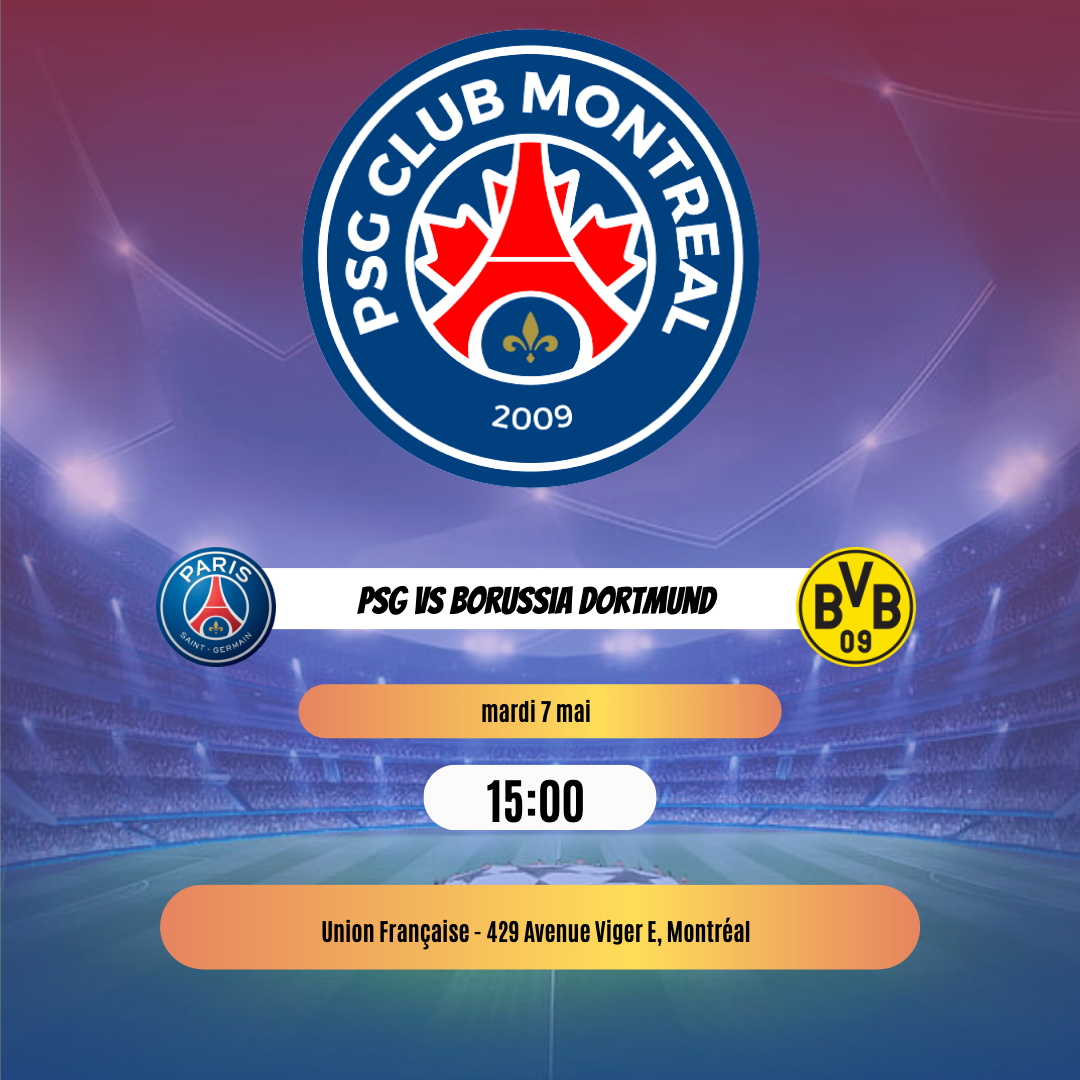 PSG CLUB MONTREAL
2009
PARIS
SAINT-GERMAIN
PSG VS BORUSSIA DORTMUND
BVB
09
mardi 7 mai
15:00
Union Française - 429 Avenue Viger E, Montréal